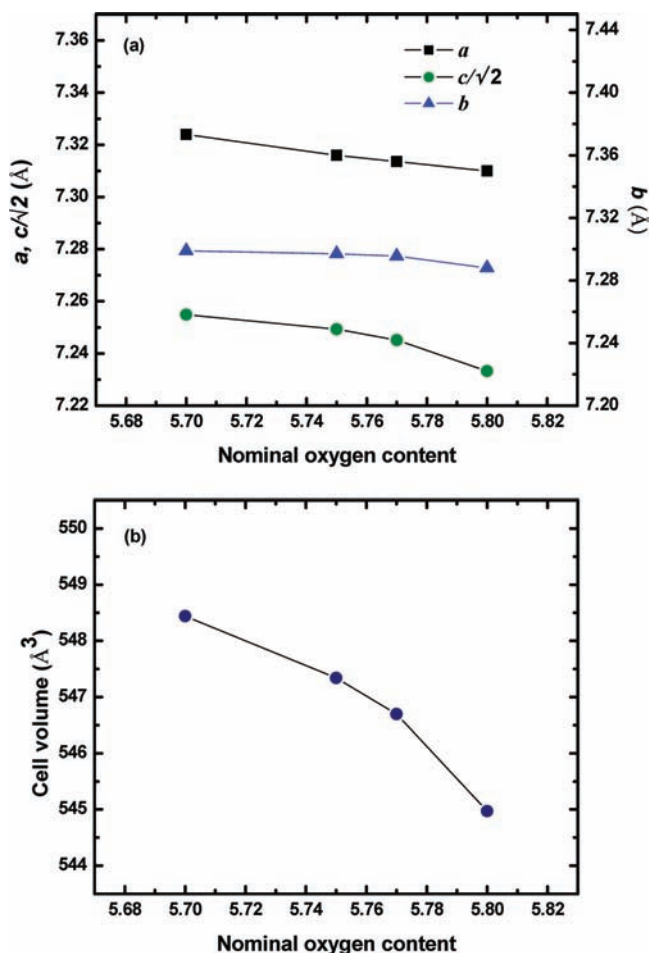 (a)
a
c/√2
b
7.36
7.34
7.32
7.30
7.28
7.26
7.24
7.22
a, c/√2 (Å)
7.44
7.40
7.36
7.32
7.28
7.24
7.20
b (Å)
5.68 5.70 5.72 5.74 5.76 5.78 5.80 5.82
Nominal oxygen content
(b)
550
549
548
547
546
545
544
Cell volume (Å³)
5.68 5.70 5.72 5.74 5.76 5.78 5.80 5.82
Nominal oxygen content